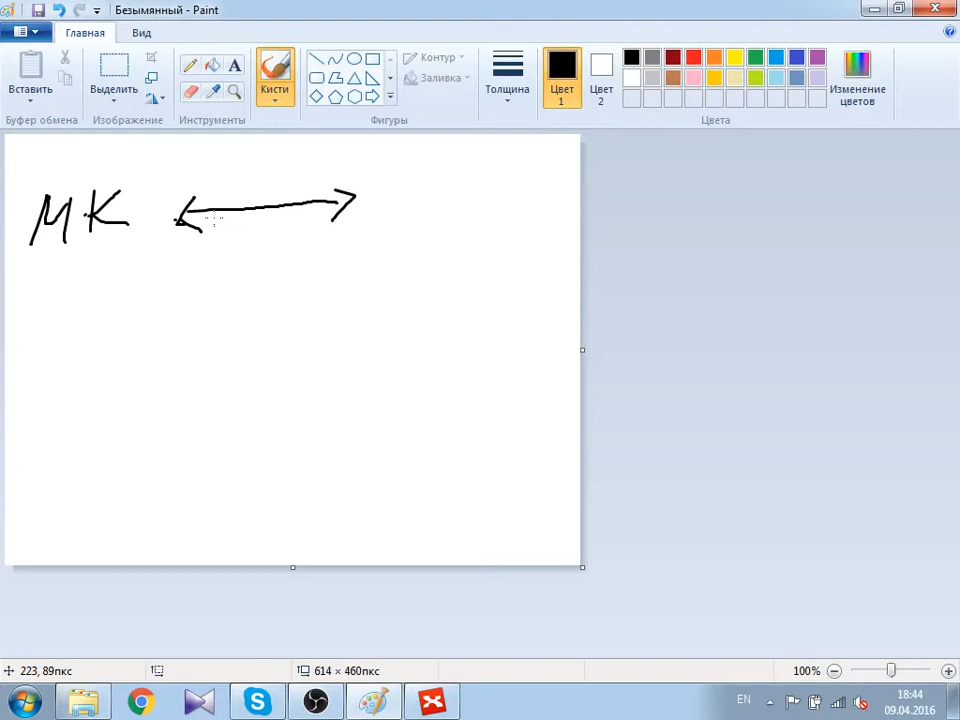 Безымянный - Paint
Главная Вид
Вставить
Выделить
Кисти
Контур
Заливка
Толщина
Цвет 1
Цвет 2
Изменение цветов
Буфер обмена
Изображение
Инструменты
Фигуры
Цвета
МК
223, 89пкс
614 × 460пкс
100%
EN
18:44
09.04.2016